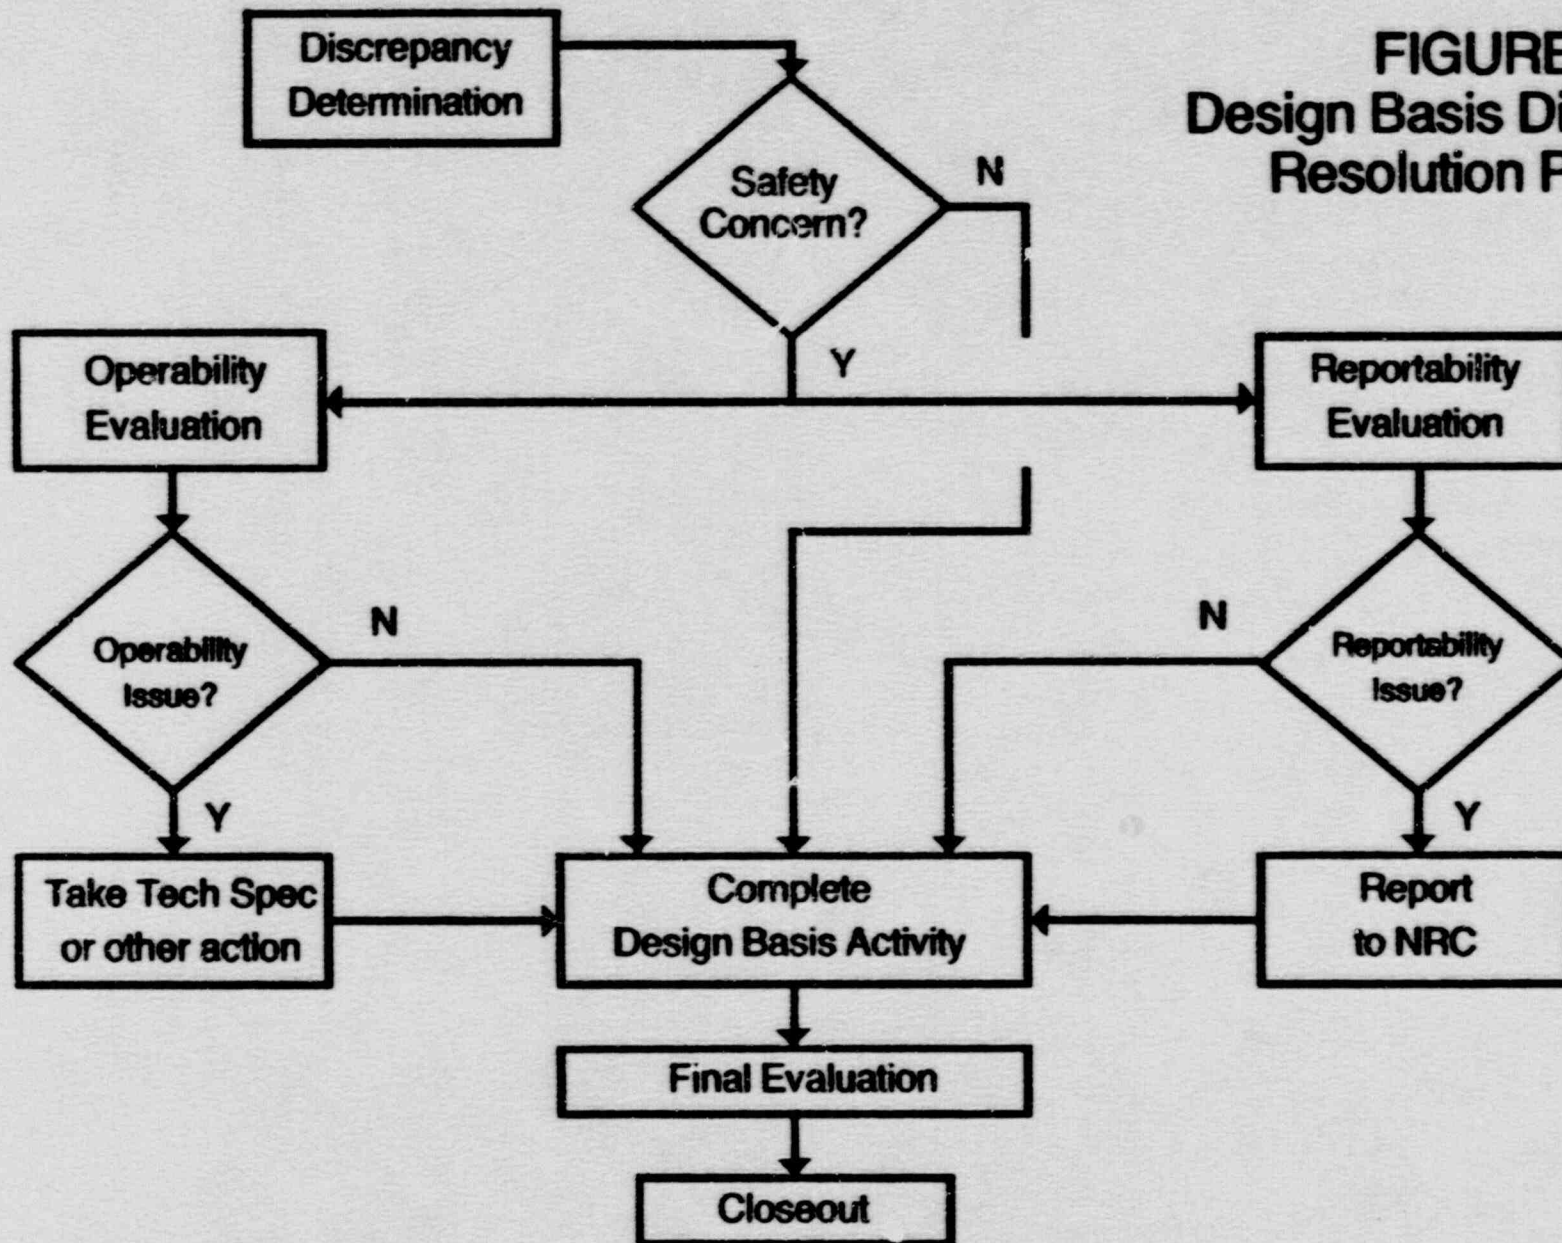 Discrepancy
Determination
FIGURE
Design Basis Di
Resolution P
Safety
Concern?
N
Y
Operability
Evaluation
Reportability
Evaluation
Operability
Issue?
N
N
Reportability
Issue?
Y
Y
Take Tech Spec
or other action
Complete
Design Basis Activity
Report
to NRC
Final Evaluation
Closeout